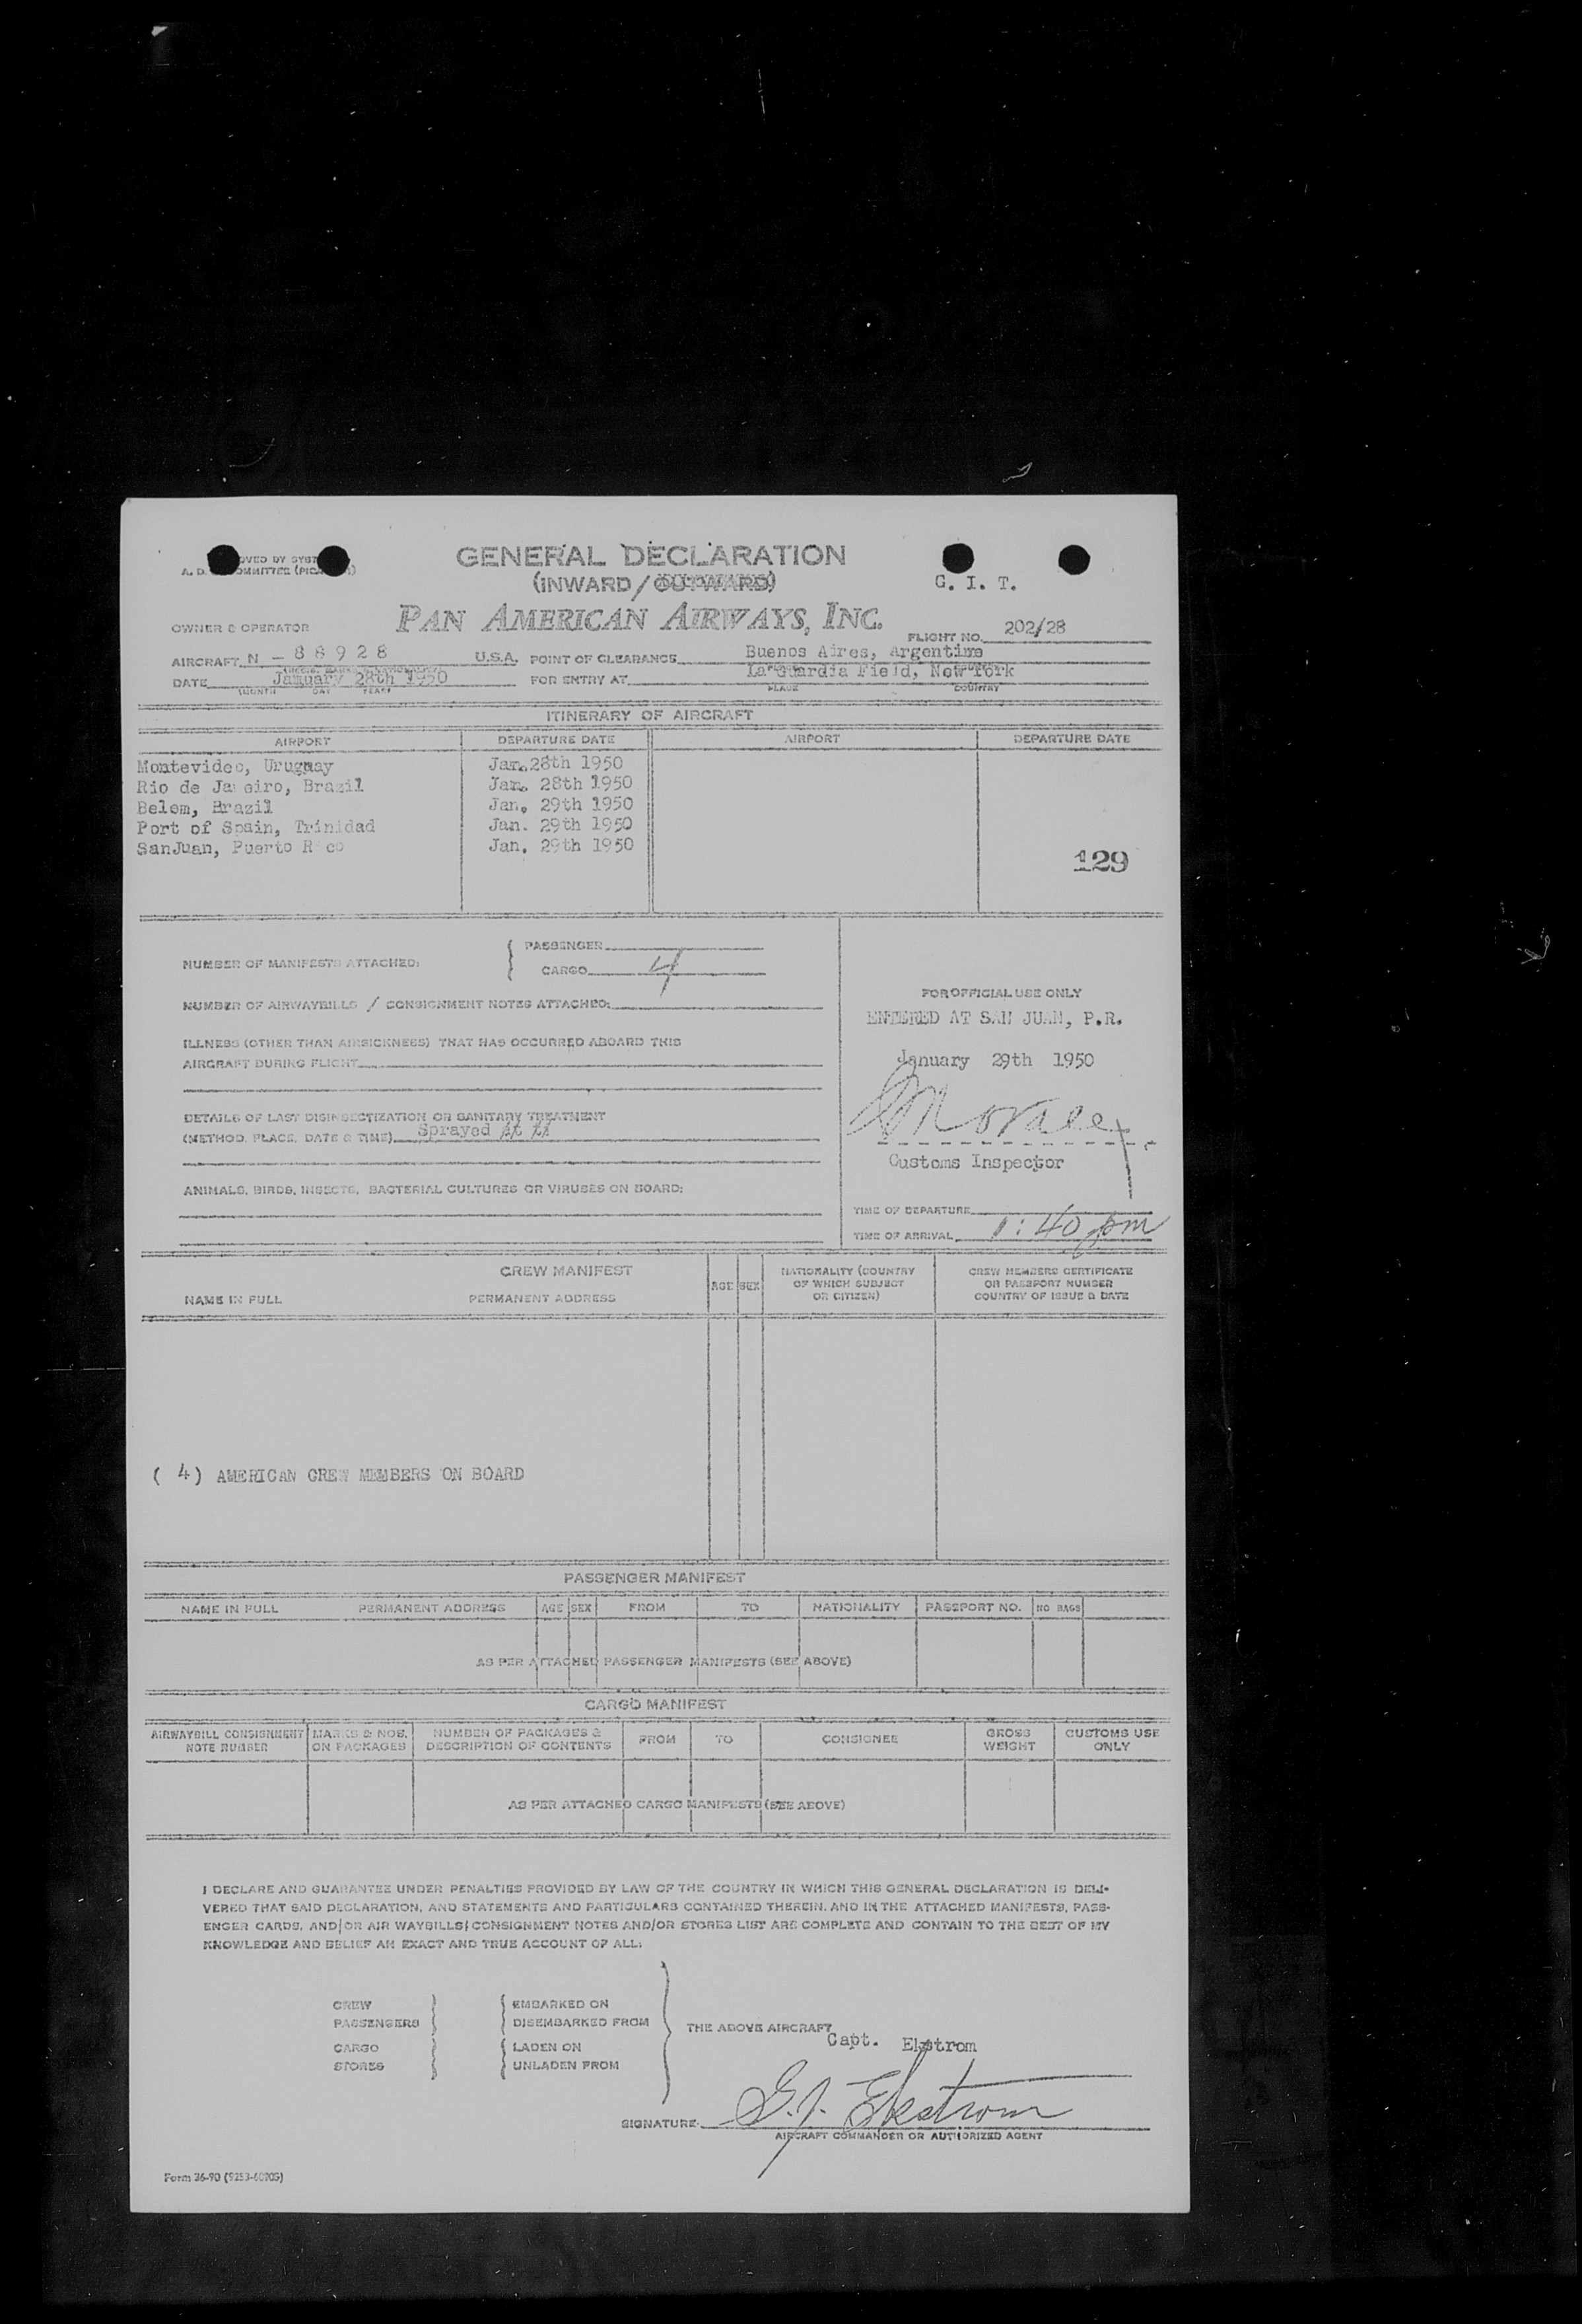 GENERAL DECLARATION
(INWARD / OUTWARD)
G. I. T.
OWNER & OPERATOR
PAN AMERICAN AIRWAYS, INC.
FLIGHT NO. 202/28
AIRCRAFT N - 88928 U.S.A. POINT OF CLEARANCE Buenos Aires, Argentine
DATE January 28th 1950 FOR ENTRY AT La Guardia Field, New York
(MONTH DAY YEAR) PLACE COUNTRY
ITINERARY OF AIRCRAFT
AIRPORT DEPARTURE DATE AIRPORT DEPARTURE DATE
Montevideo, Uruguay Jan. 28th 1950
Rio de Janeiro, Brazil Jan. 28th 1950
Belem, Brazil Jan. 29th 1950
Port of Spain, Trinidad Jan. 29th 1950
SanJuan, Puerto Rico Jan. 29th 1950
129
NUMBER OF MANIFESTS ATTACHED:
PASSENGER
CARGO 4
NUMBER OF AIRWAYBILLS / CONSIGNMENT NOTES ATTACHED:
ILLNESS (OTHER THAN AIRSICKNESS) THAT HAS OCCURRED ABOARD THIS
AIRCRAFT DURING FLIGHT
DETAILS OF LAST DISINSECTIZATION OR SANITARY TREATMENT
(METHOD, PLACE, DATE & TIME) Sprayed
ANIMALS, BIRDS, INSECTS, BACTERIAL CULTURES OR VIRUSES ON BOARD:
FOR OFFICIAL USE ONLY
ENTERED AT SAN JUAN, P.R.
January 29th 1950
Customs Inspector
TIME OF DEPARTURE
TIME OF ARRIVAL 1:40 pm
CREW MANIFEST
NAME IN FULL PERMANENT ADDRESS AGE SEX NATIONALITY (COUNTRY OF WHICH SUBJECT OR CITIZEN) CREW MEMBERS CERTIFICATE OR PASSPORT NUMBER COUNTRY OF ISSUE & DATE
( 4) AMERICAN CREW MEMBERS ON BOARD
PASSENGER MANIFEST
NAME IN FULL PERMANENT ADDRESS AGE SEX FROM TO NATIONALITY PASSPORT NO. NO BAGS
AS PER ATTACHED PASSENGER MANIFESTS (SEE ABOVE)
CARGO MANIFEST
AIRWAYBILL CONSIGNMENT NOTE NUMBER MARKS & NOS. ON PACKAGES NUMBER OF PACKAGES & DESCRIPTION OF CONTENTS FROM TO CONSIGNEE GROSS WEIGHT CUSTOMS USE ONLY
AS PER ATTACHED CARGO MANIFESTS (SEE ABOVE)
I DECLARE AND GUARANTEE UNDER PENALTIES PROVIDED BY LAW OF THE COUNTRY IN WHICH THIS GENERAL DECLARATION IS DELI-
VERED THAT SAID DECLARATION, AND STATEMENTS AND PARTICULARS CONTAINED THEREIN, AND IN THE ATTACHED MANIFESTS, PASS-
ENGER CARDS, AND/OR AIR WAYBILLS/CONSIGNMENT NOTES AND/OR STORES LIST ARE COMPLETE AND CONTAIN TO THE BEST OF MY
KNOWLEDGE AND BELIEF AN EXACT AND TRUE ACCOUNT OF ALL:
CREW EMBARKED ON
PASSENGERS DISEMBARKED FROM
THE ABOVE AIRCRAFT
CARGO LADEN ON
STORES UNLADEN FROM
Capt. Ekstrom
SIGNATURE G.J. Ekstrom
AIRCRAFT COMMANDER OR AUTHORIZED AGENT